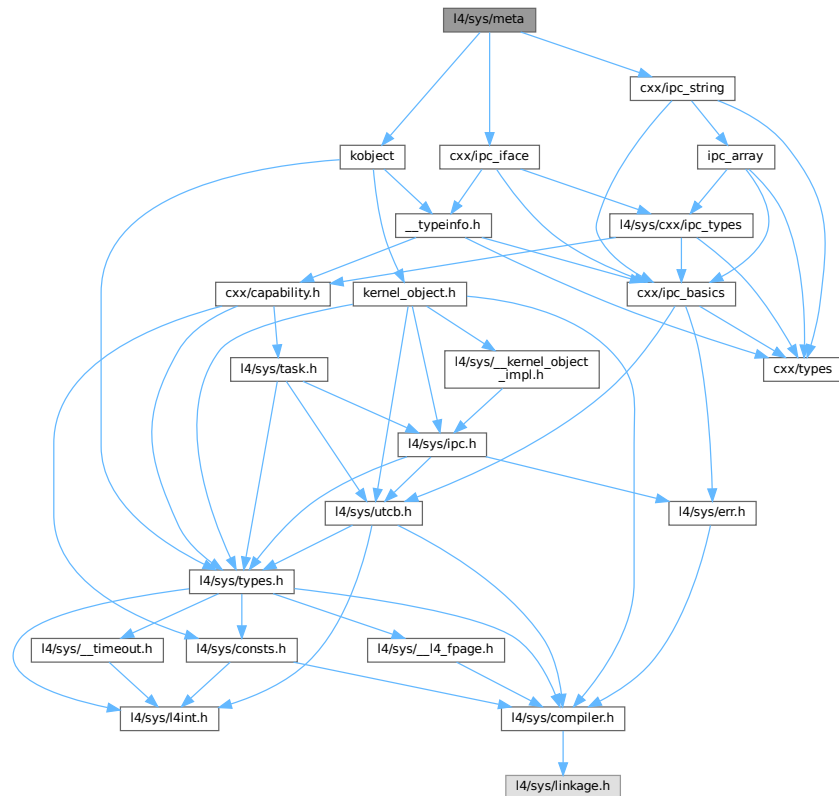 l4/sys/meta
cxx/ipc_string
kobject
cxx/ipc_iface
ipc_array
__typeinfo.h
l4/sys/cxx/ipc_types
cxx/capability.h
kernel_object.h
cxx/ipc_basics
l4/sys/task.h
l4/sys/__kernel_object
_impl.h
cxx/types
l4/sys/ipc.h
l4/sys/utcb.h
l4/sys/err.h
l4/sys/types.h
l4/sys/__timeout.h
l4/sys/consts.h
l4/sys/__l4_fpage.h
l4/sys/l4int.h
l4/sys/compiler.h
l4/sys/linkage.h